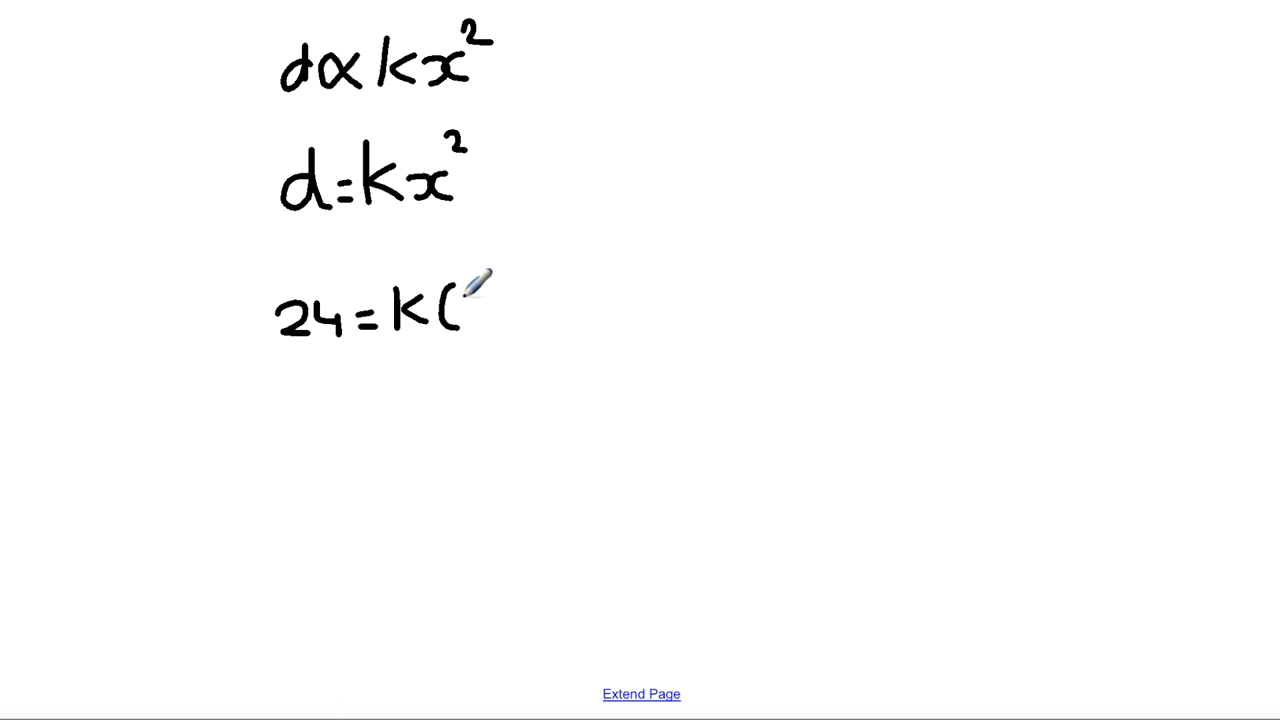 d∝kx²
d=kx²
24=k(
Extend Page